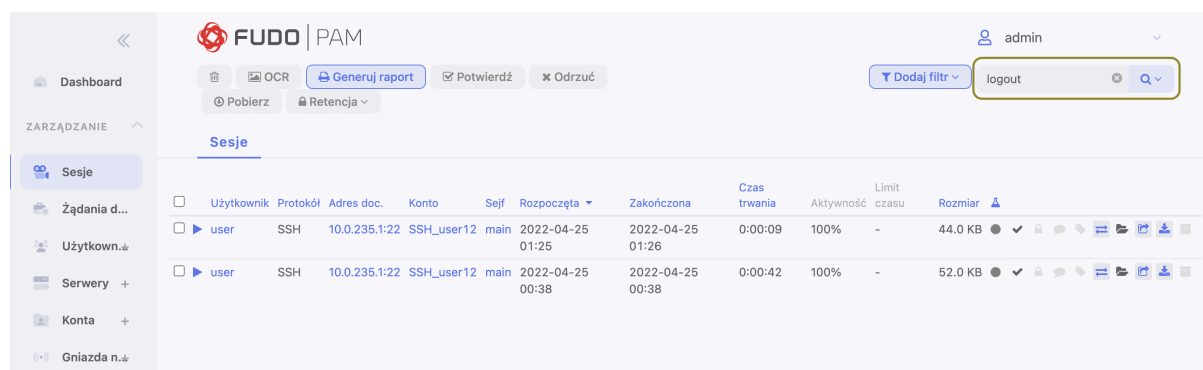 FUDO PAM
admin
Dashboard
OCR
Generuj raport
Potwierdź
Odrzuć
Dodaj filtr
logout
Pobierz
Retencja
ZARZĄDZANIE
Sesje
Sesje
Żądania d...
Użytkown...
Serwery +
Konta +
Gniazda n...
Użytkownik Protokół Adres doc. Konto Sejf Rozpoczęta Zakończona Czas trwania Aktywność Limit czasu Rozmiar
user SSH 10.0.235.1:22 SSH_user12 main 2022-04-25 01:25 2022-04-25 01:26 0:00:09 100% - 44.0 KB
user SSH 10.0.235.1:22 SSH_user12 main 2022-04-25 00:38 2022-04-25 00:38 0:00:42 100% - 52.0 KB